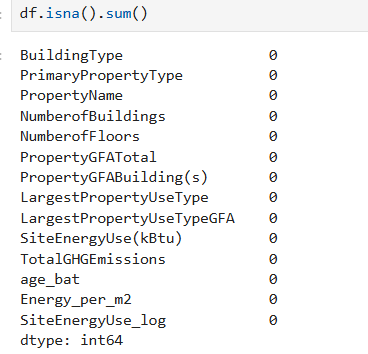 df.isna().sum()
BuildingType 0
PrimaryPropertyType 0
PropertyName 0
NumberofBuildings 0
NumberofFloors 0
PropertyGFATotal 0
PropertyGFABuilding(s) 0
LargestPropertyUseType 0
LargestPropertyUseTypeGFA 0
SiteEnergyUse(kBtu) 0
TotalGHGEmissions 0
age_bat 0
Energy_per_m2 0
SiteEnergyUse_log 0
dtype: int64